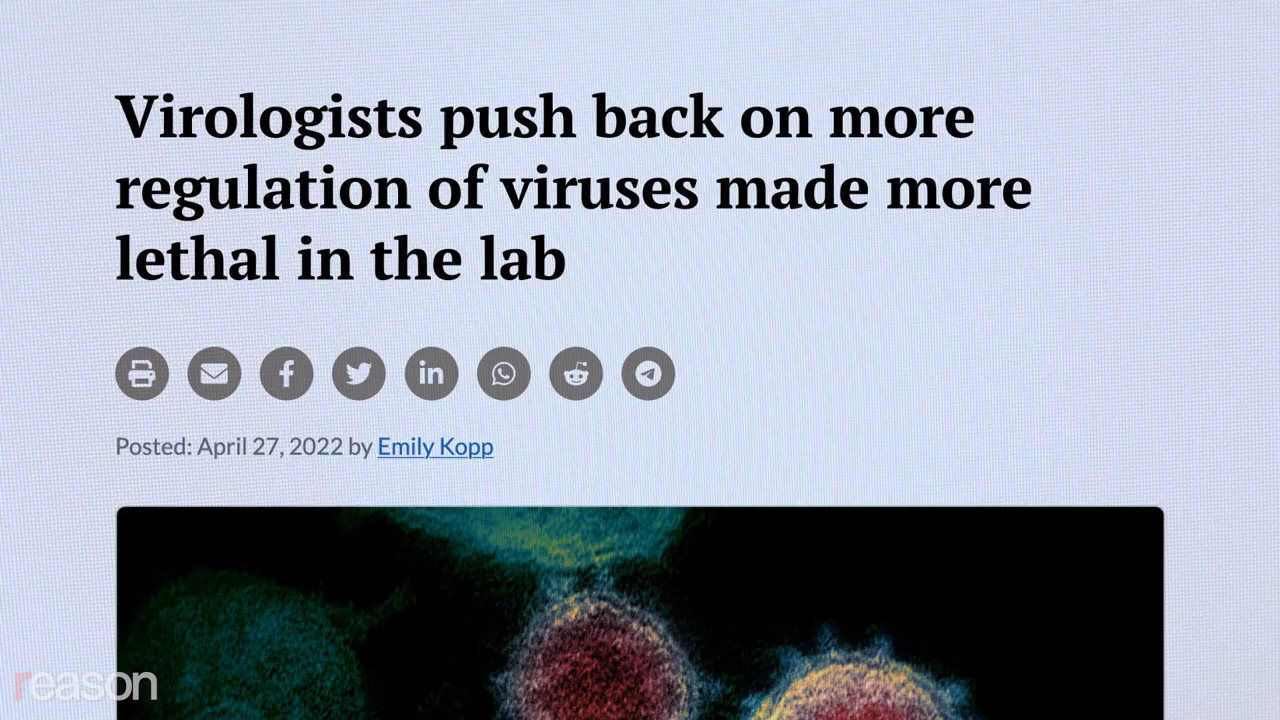 Virologists push back on more
regulation of viruses made more
lethal in the lab
in
Posted: April 27, 2022 by Emily Kopp
reason